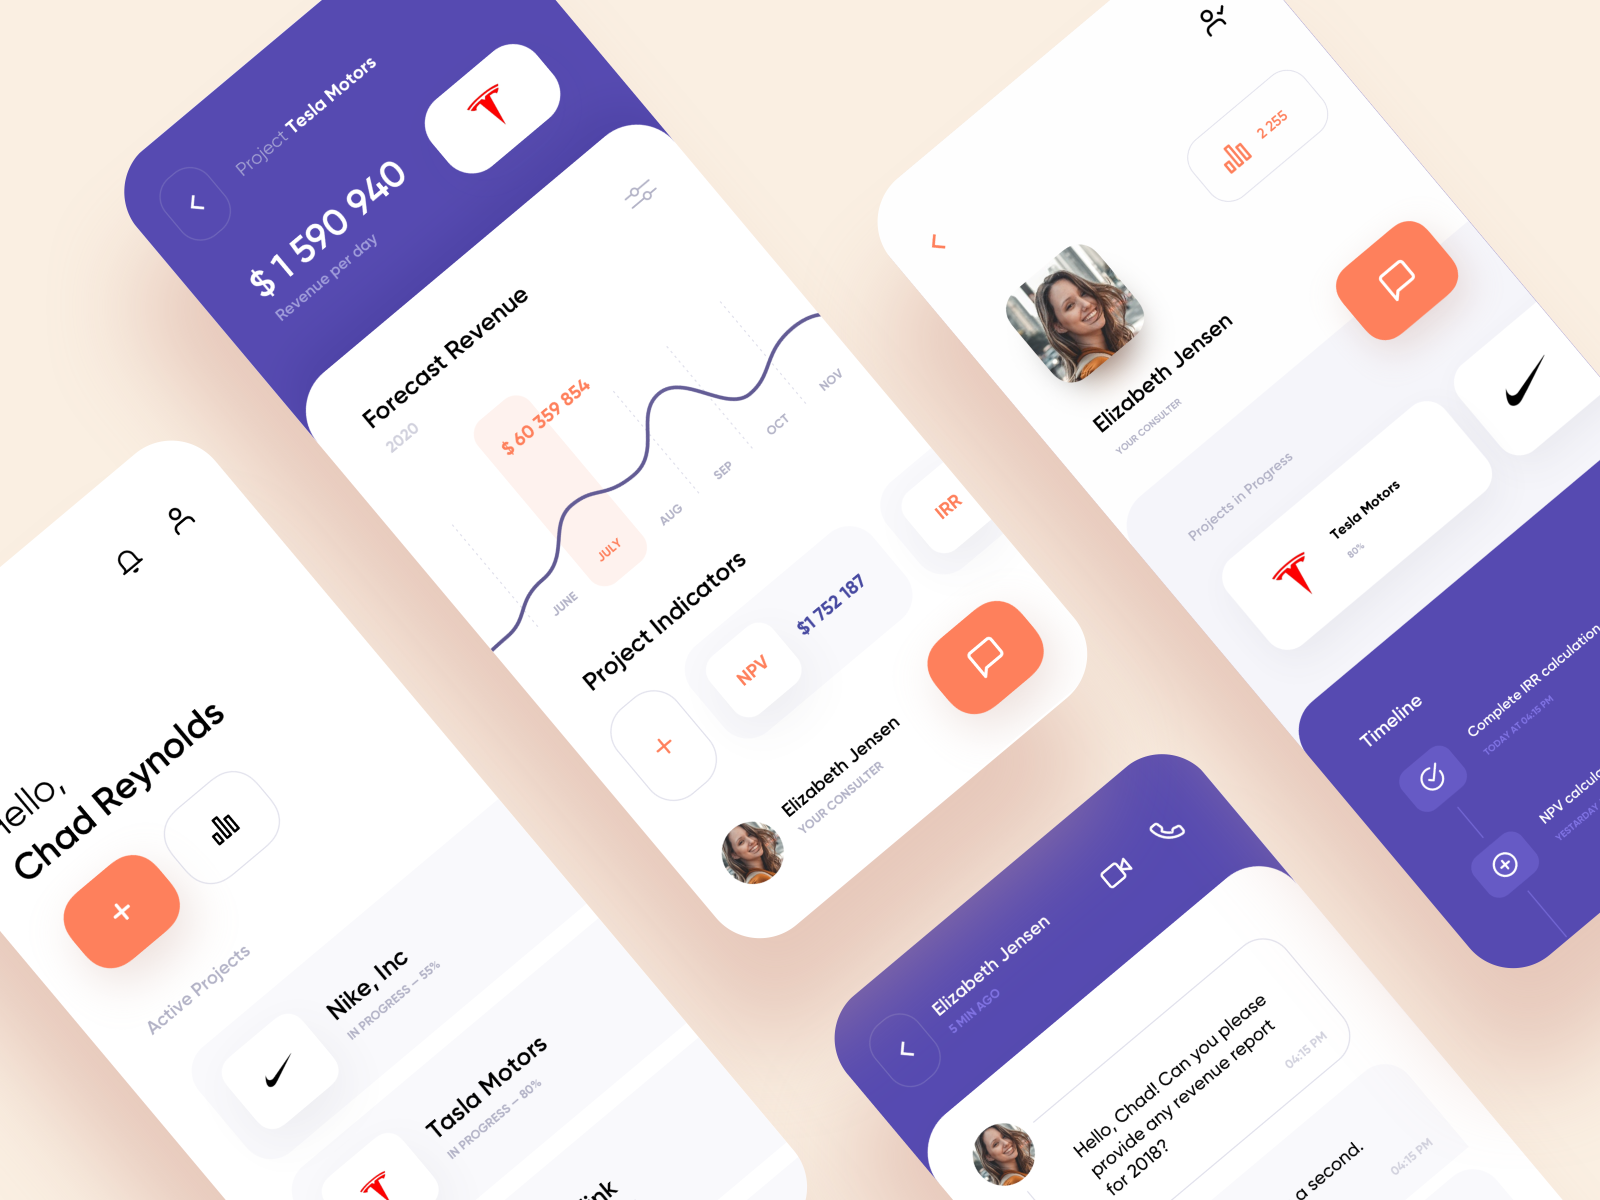 Project Tesla Motors
$ 1 590 940
Revenue per day
Forecast Revenue
2020
$ 60 359 854
JUNE
JULY
AUG
SEP
OCT
NOV
Project Indicators
NPV
$1 752 187
IRR
Elizabeth Jensen
YOUR CONSULTER
Chad Reynolds
Active Projects
Nike, Inc
IN PROGRESS – 55%
Tasla Motors
IN PROGRESS – 80%
2 255
Elizabeth Jensen
YOUR CONSULTER
Projects in Progress
Tesla Motors
80%
Timeline
Complete IRR calculation
TODAY AT 04:15 PM
NPV
Elizabeth Jensen
5 MIN AGO
Hello, Chad! Can you please
provide any revenue report
for 2018?
04:15 PM
a second.
04:15 PM